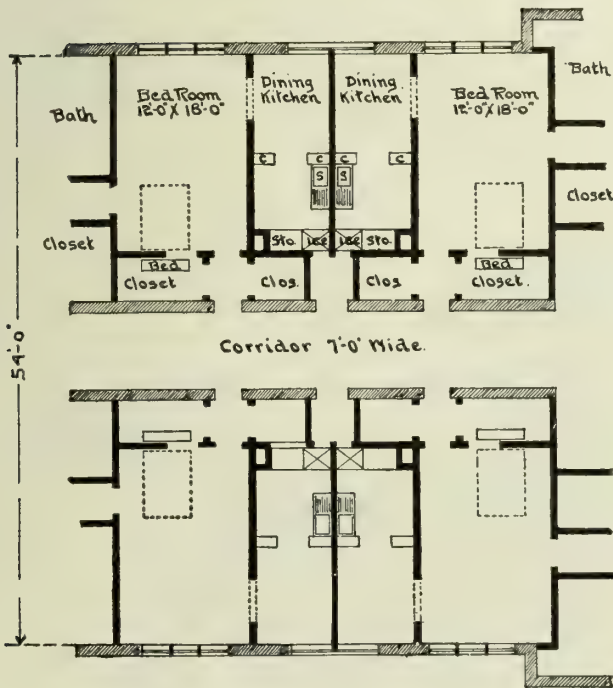 Bath
Bed Room
12'-0" X 18'-0"
Dining
Kitchen
Dining
Kitchen
Bed Room
12'-0" X 18'-0"
Bath
C
C
C
C
S
S
Closet
Closet
Sto.
ice
ice
Sto.
Bed
Closet
Clos.
Clos
Bed
Closet.
Corridor 7'-0" Wide.
54'-0"